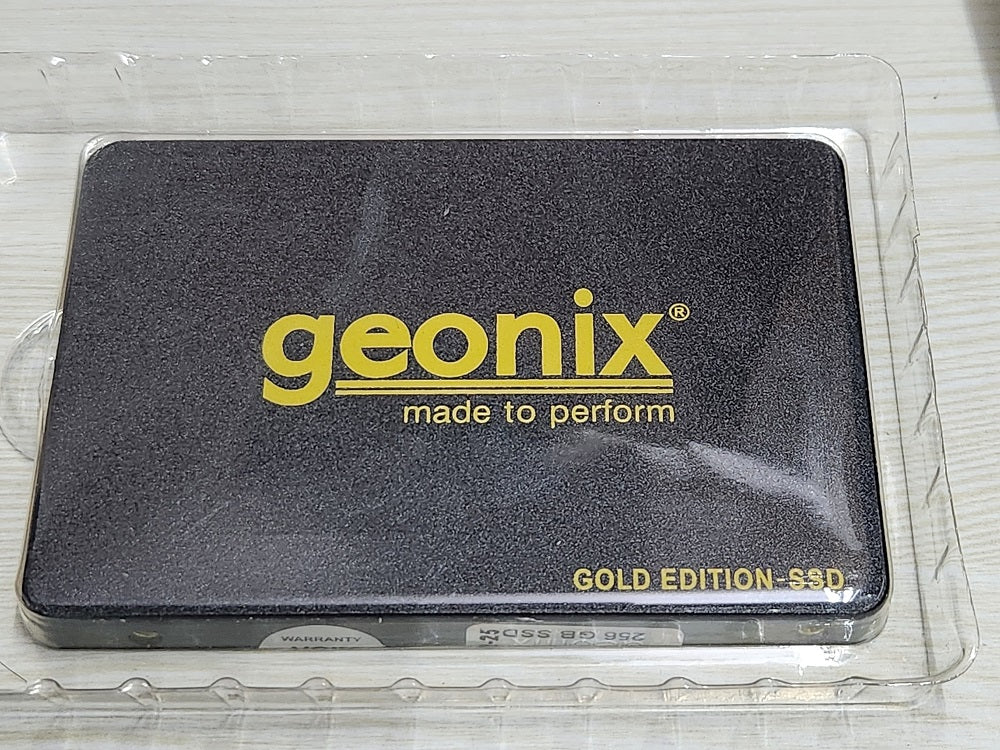 geonix®
made to perform
GOLD EDITION-SSD
WARRANTY
256 GB SSD